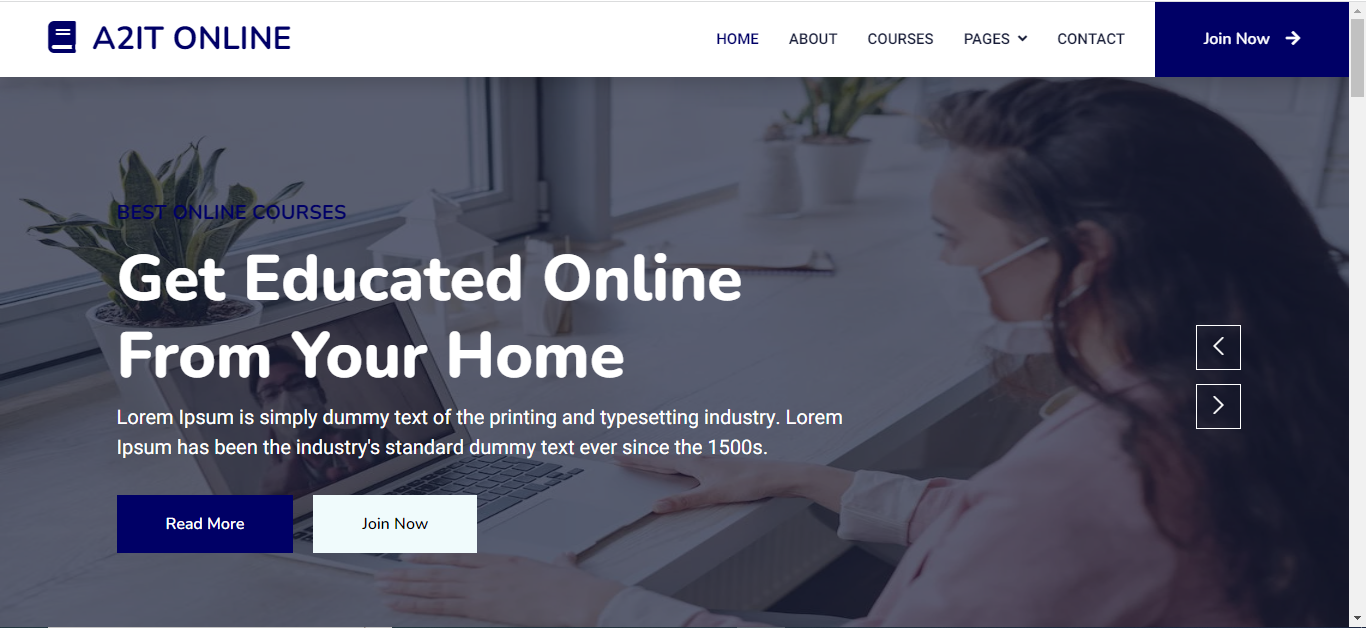 A2IT ONLINE
HOME ABOUT COURSES PAGES CONTACT Join Now
BEST ONLINE COURSES
Get Educated Online
From Your Home
Lorem Ipsum is simply dummy text of the printing and typesetting industry. Lorem
Ipsum has been the industry's standard dummy text ever since the 1500s.
Read More Join Now